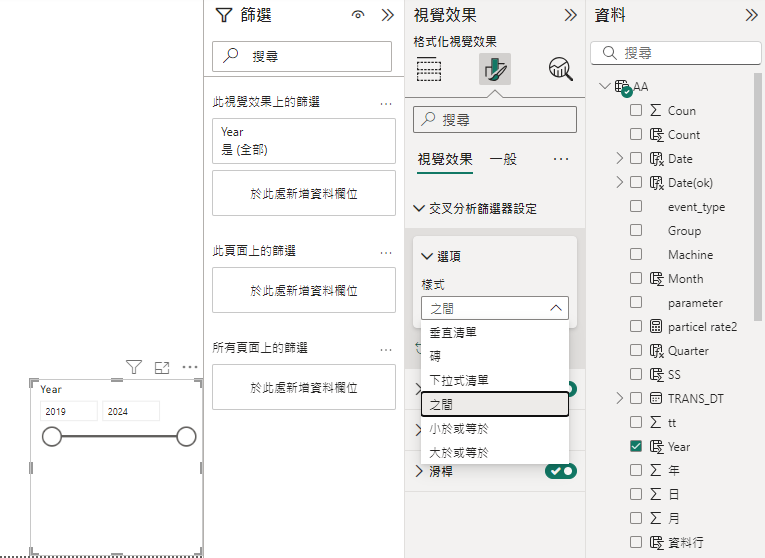 篩選
搜尋
此視覺效果上的篩選
...
Year
是 (全部)
於此處新增資料欄位
此頁面上的篩選
...
於此處新增資料欄位
所有頁面上的篩選
...
於此處新增資料欄位
Year
2019
2024
視覺效果
格式化視覺效果
搜尋
視覺效果
一般
...
交叉分析篩選器設定
選項
樣式
之間
垂直清單
磚
下拉式清單
之間
小於或等於
大於或等於
滑桿
資料
搜尋
AA
Coun
Count
Date
Date(ok)
event_type
Group
Machine
Month
parameter
particel rate2
Quarter
SS
TRANS_DT
tt
Year
年
日
月
資料行